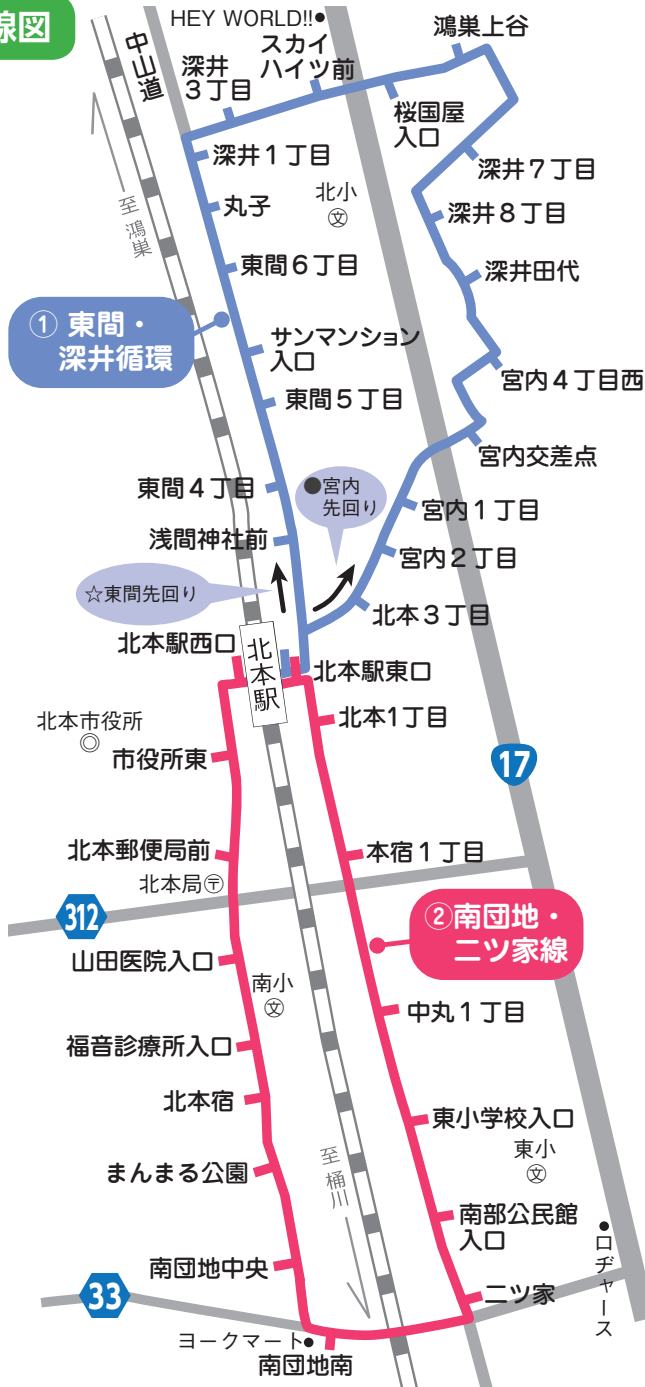 線図
HEY WORLD!!
鴻巣上谷
中山道
スカイ
ハイツ前
深井
3丁目
桜国屋
入口
深井1丁目
深井7丁目
丸子
北小
文
深井8丁目
至鴻巣
東間6丁目
深井田代
① 東間・
深井循環
サンマンション
入口
宮内4丁目西
東間5丁目
宮内交差点
東間4丁目
●宮内
先回り
宮内1丁目
浅間神社前
宮内2丁目
☆東間先回り
北本3丁目
北本駅西口
北本駅
北本駅東口
北本市役所
北本1丁目
市役所東
17
北本郵便局前
本宿1丁目
北本局〒
312
②南団地・
二ツ家線
山田医院入口
南小
文
中丸1丁目
福音診療所入口
北本宿
東小学校入口
東小
文
至桶川
まんまる公園
南部公民館
入口
ロヂャース
南団地中央
33
二ツ家
ヨークマート
南団地南